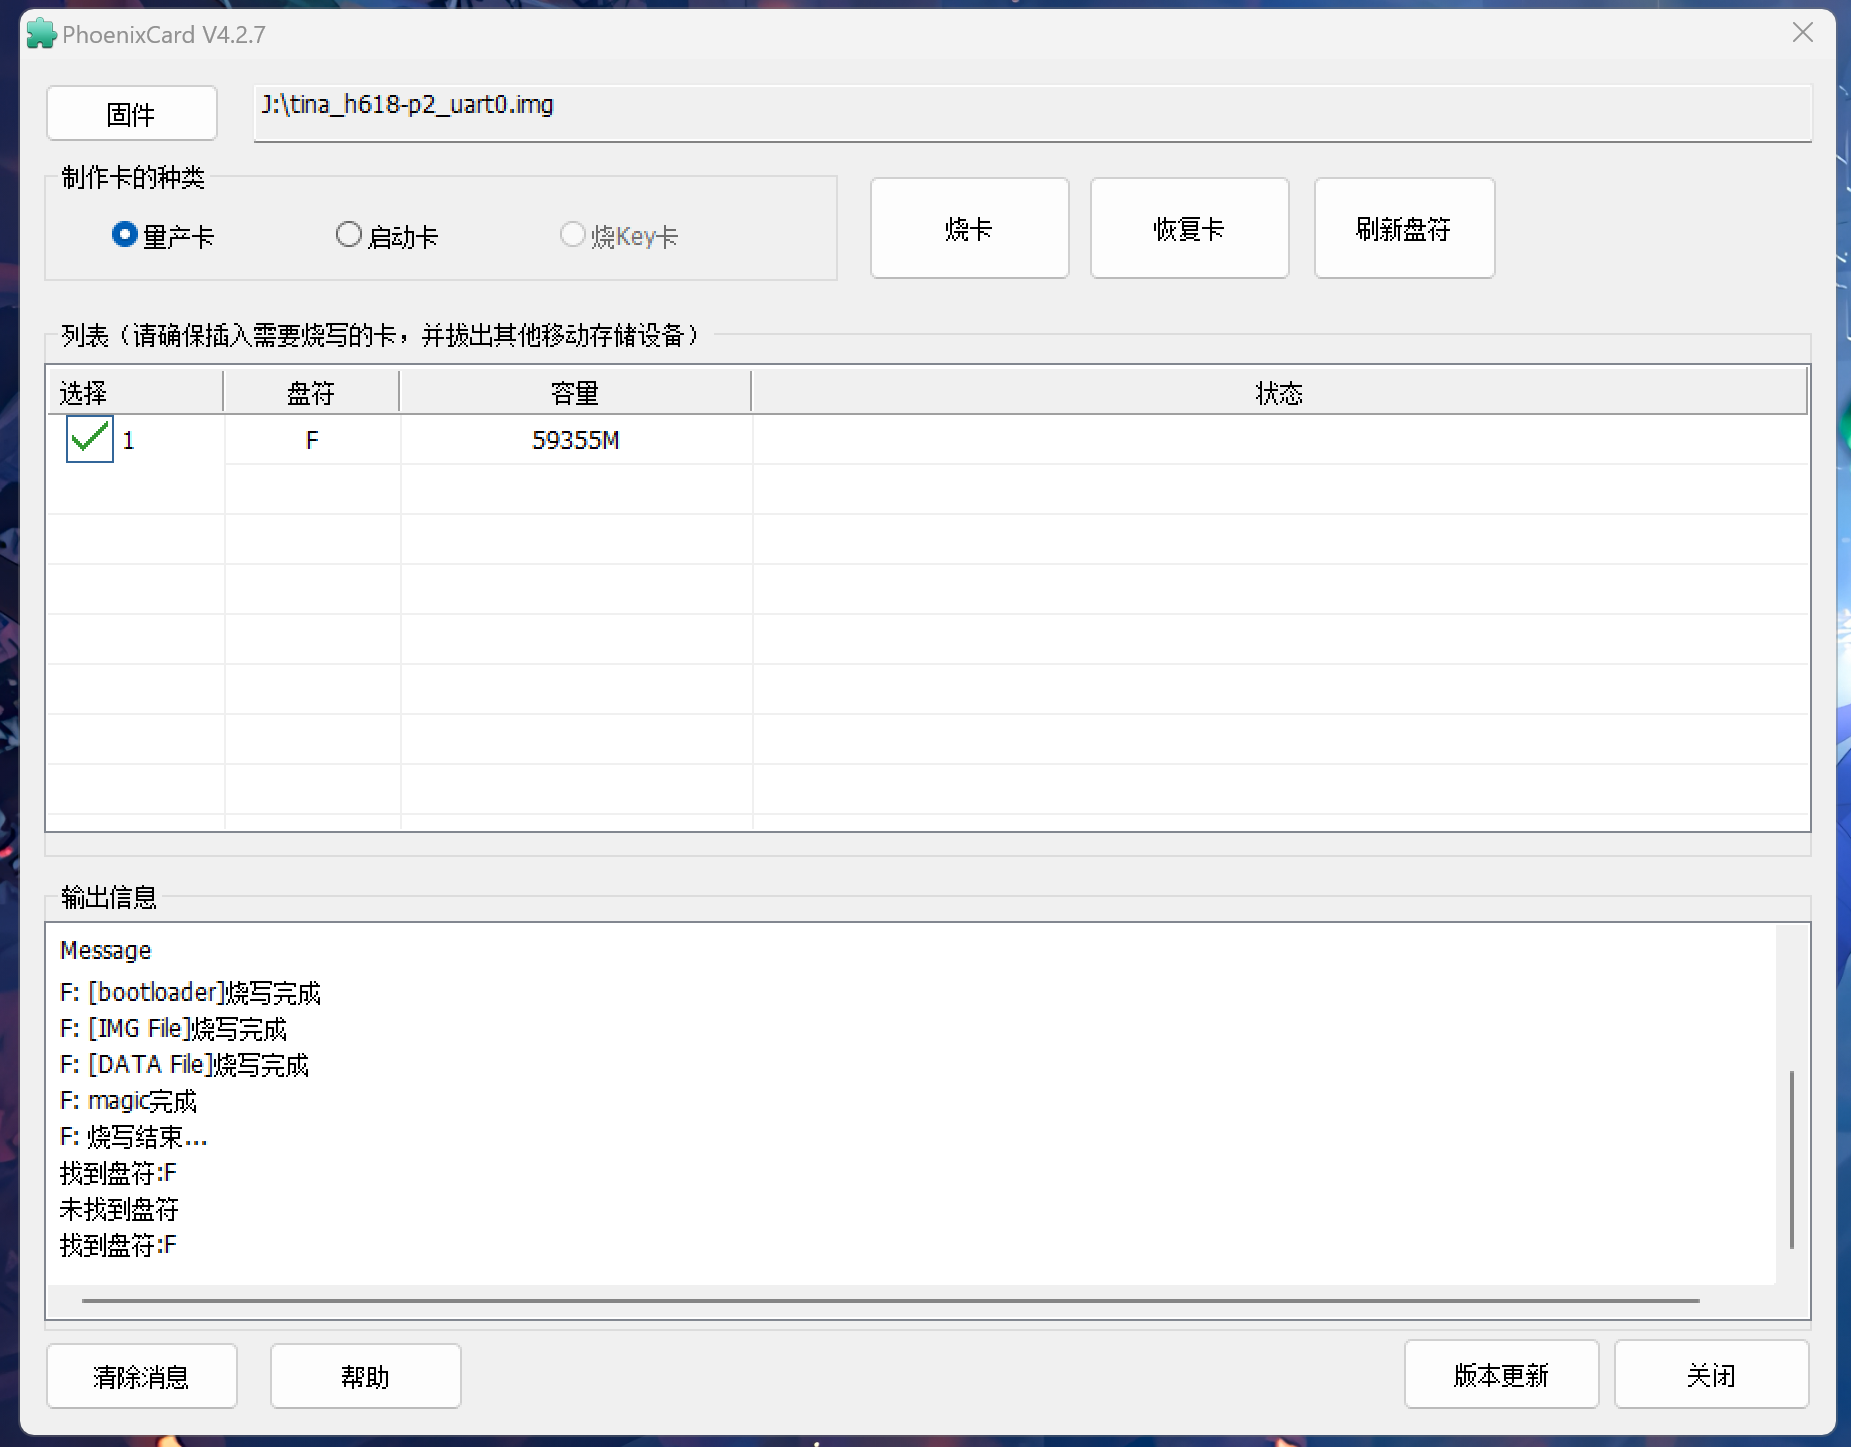 PhoenixCard V4.2.7
固件
J:\tina_h618-p2_uart0.img
制作卡的种类
量产卡
启动卡
烧Key卡
烧卡
恢复卡
刷新盘符
列表（请确保插入需要烧写的卡，并拔出其他移动存储设备）
选择 盘符 容量 状态
1 F 59355M
输出信息
Message
F: [bootloader]烧写完成
F: [IMG File]烧写完成
F: [DATA File]烧写完成
F: magic完成
F: 烧写结束...
找到盘符:F
未找到盘符
找到盘符:F
清除消息
帮助
版本更新
关闭